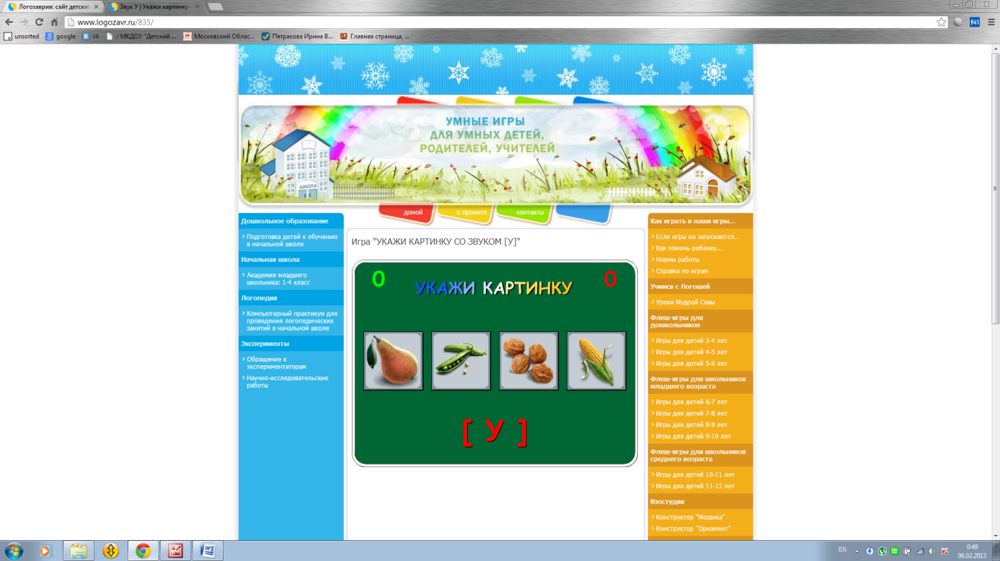 Логозаврия: сайт детски
Звук У | Укажи картинку
www.logozavr.ru/835/
unsorted
google
vk
/ МКДОУ "Детский ...
Московский Облас...
Петракова Ирина В...
Главная страница, ...
f41
УМНЫЕ ИГРЫ
ДЛЯ УМНЫХ ДЕТЕЙ,
РОДИТЕЛЕЙ, УЧИТЕЛЕЙ
ШКОЛА
домой
о проекте
контакты
Дошкольное образование
Подготовка детей к обучению
в начальной школе
Начальная школа
Академия младшего
школьника: 1-4 класс
Логопедия
Компьютерный практикум для
проведения логопедических
занятий в начальной школе
Эксперименты
Обращение к
экспериментаторам
Научно-исследовательские
работы
Игра "УКАЖИ КАРТИНКУ СО ЗВУКОМ [У]"
0
УКАЖИ КАРТИНКУ
0
[ У ]
Как играть в наши игры...
Если игры не запускаются...
Как помочь ребенку...
Нормы работы
Справка по играм
Учимся с Логошей
Уроки Мудрой Совы
Флеш-игры для
дошкольников
Игры для детей 3-4 лет
Игры для детей 4-5 лет
Игры для детей 5-6 лет
Флеш-игры для школьников
младшего возраста
Игры для детей 6-7 лет
Игры для детей 7-8 лет
Игры для детей 8-9 лет
Игры для детей 9-10 лет
Флеш-игры для школьников
среднего возраста
Игры для детей 10-11 лет
Игры для детей 11-12 лет
Изостудия
Конструктор "Мозаика"
Конструктор "Орнамент"
EN
0:49
06.02.2013